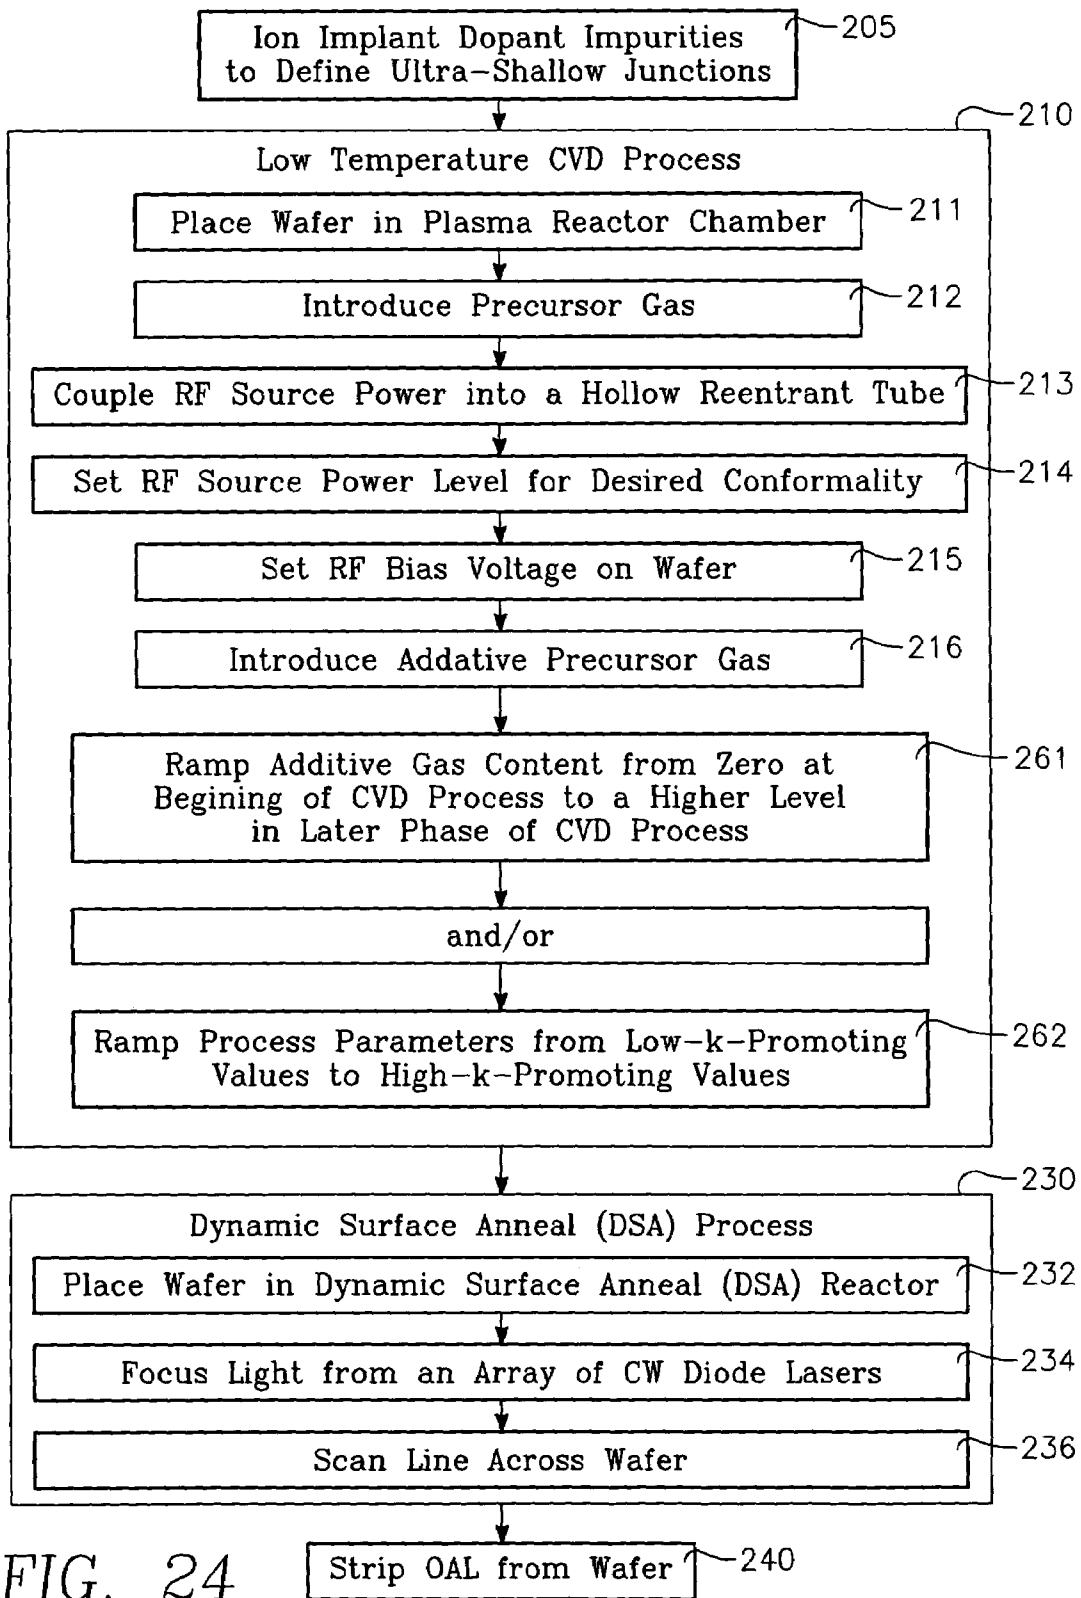 Ion Implant Dopant Impurities
to Define Ultra-Shallow Junctions
205
210
Low Temperature CVD Process
Place Wafer in Plasma Reactor Chamber
211
Introduce Precursor Gas
212
Couple RF Source Power into a Hollow Reentrant Tube
213
Set RF Source Power Level for Desired Conformality
214
Set RF Bias Voltage on Wafer
215
Introduce Addative Precursor Gas
216
Ramp Additive Gas Content from Zero at
Begining of CVD Process to a Higher Level
in Later Phase of CVD Process
261
and/or
Ramp Process Parameters from Low-k-Promoting
Values to High-k-Promoting Values
262
230
Dynamic Surface Anneal (DSA) Process
Place Wafer in Dynamic Surface Anneal (DSA) Reactor
232
Focus Light from an Array of CW Diode Lasers
234
Scan Line Across Wafer
236
Strip OAL from Wafer
240
FIG. 24